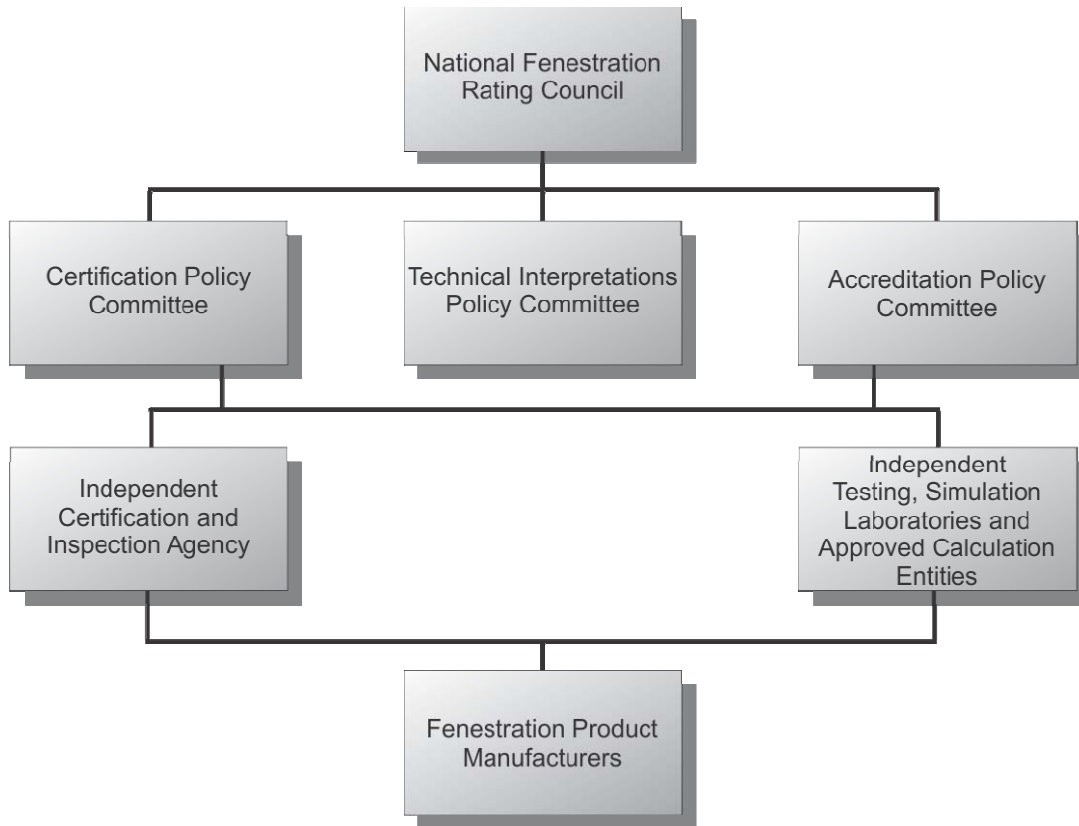 National Fenestration
Rating Council
Certification Policy
Committee
Technical Interpretations
Policy Committee
Accreditation Policy
Committee
Independent
Certification and
Inspection Agency
Independent
Testing, Simulation
Laboratories and
Approved Calculation
Entities
Fenestration Product
Manufacturers